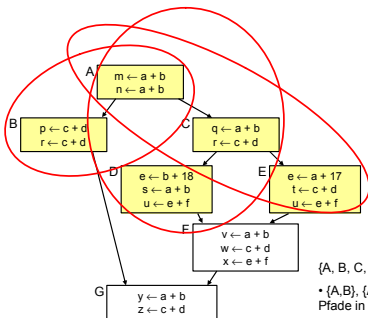 A
m ← a + b
n ← a + b
B
p ← c + d
r ← c + d
C
q ← a + b
r ← c + d
D
e ← b + 18
s ← a + b
u ← e + f
E
e ← a + 17
t ← c + d
u ← e + f
F
v ← a + b
w ← c + d
x ← e + f
G
y ← a + b
z ← c + d
{A, B, C,
• {A,B}, {A
Pfade in